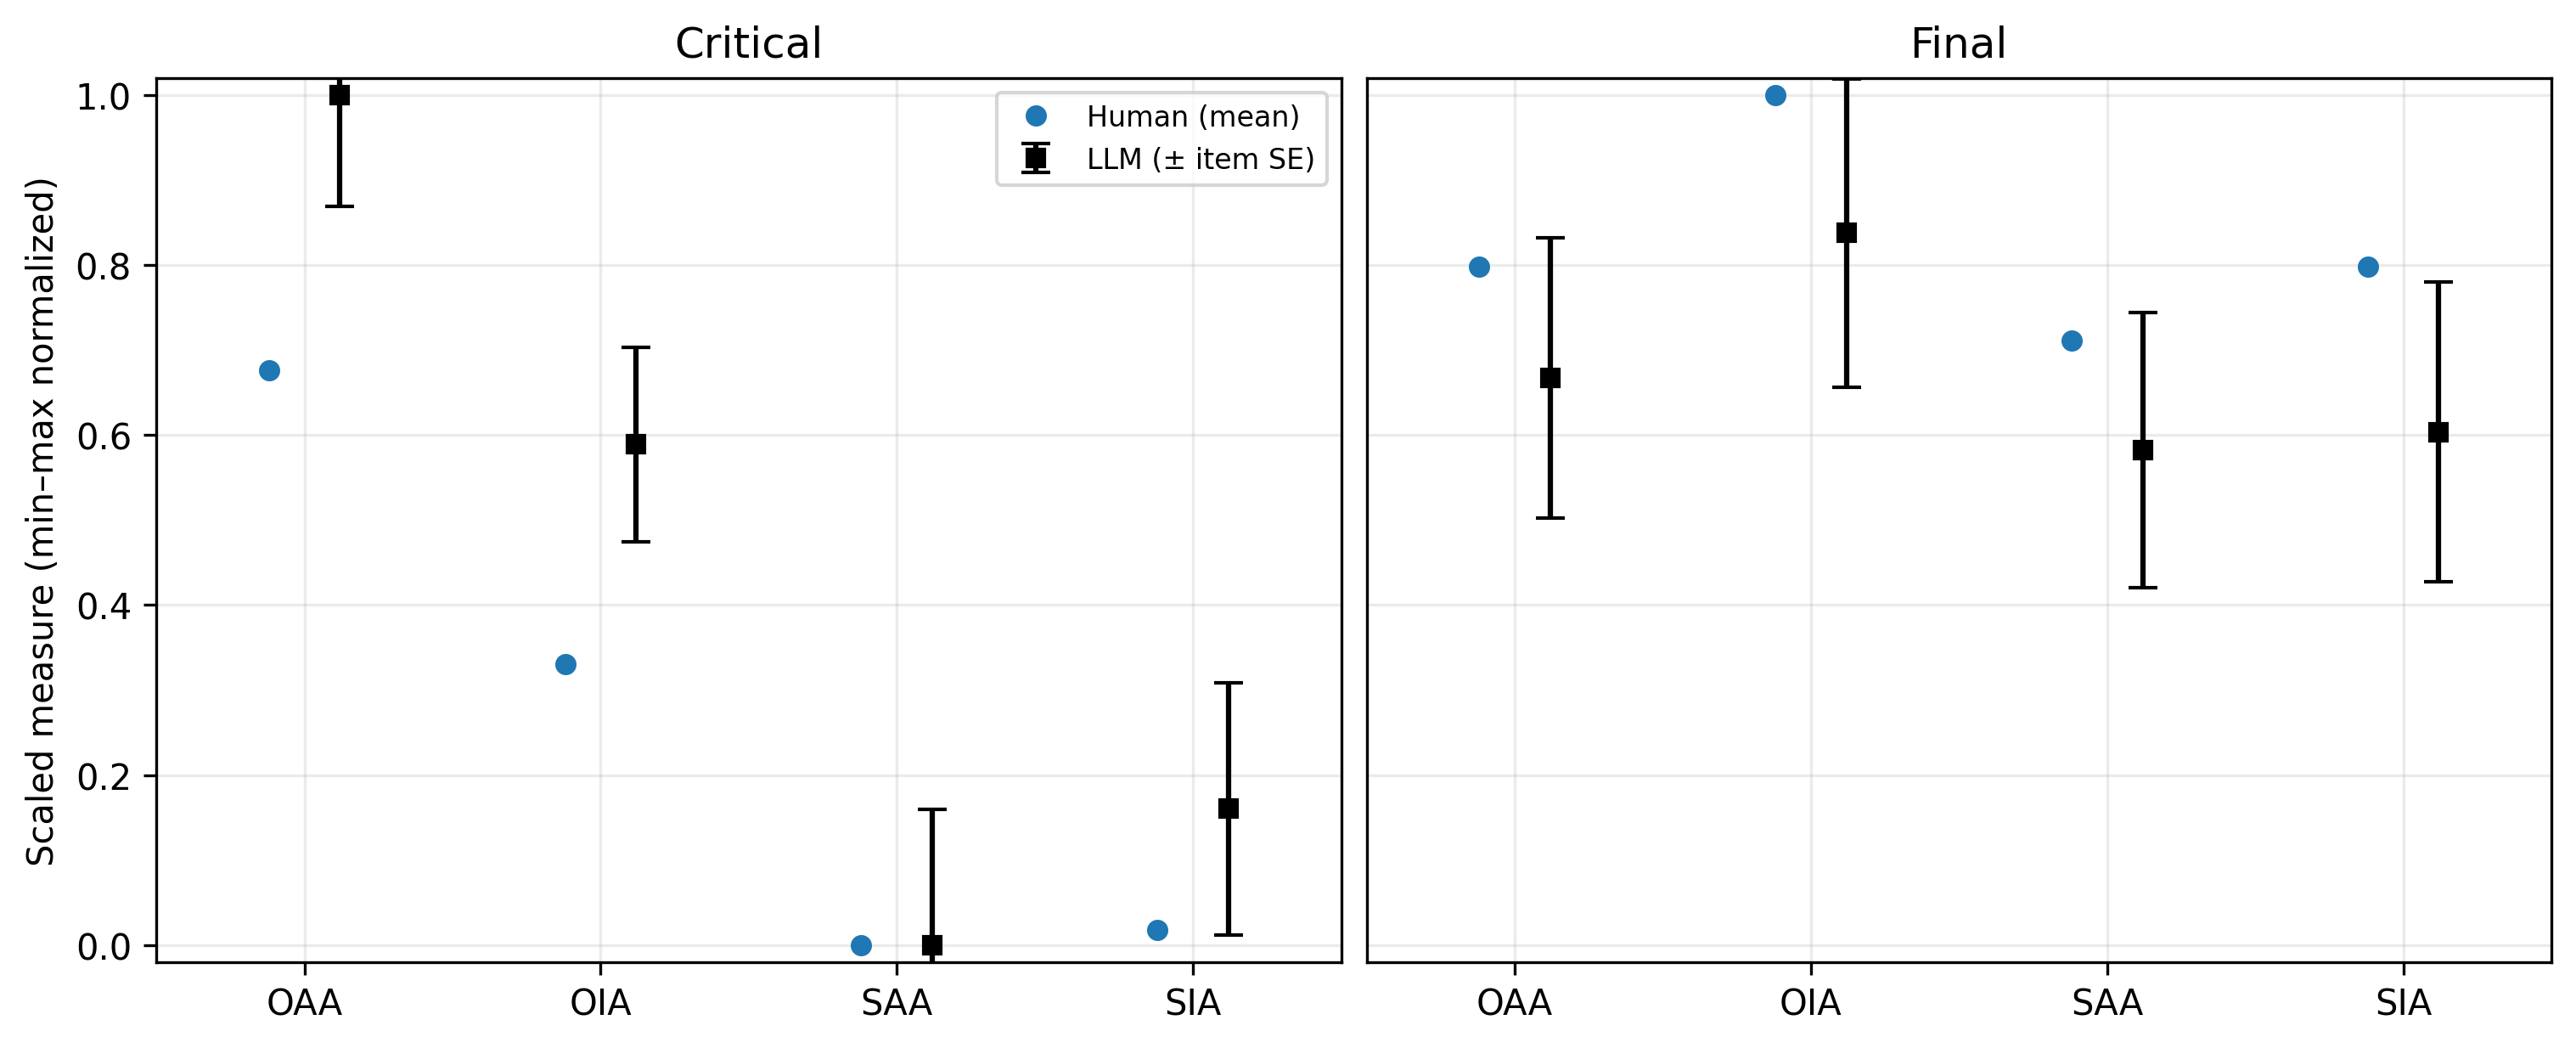 Critical
Final
Scaled measure (min–max normalized)
1.0
0.8
0.6
0.4
0.2
0.0
Human (mean)
LLM (± item SE)
OAA
OIA
SAA
SIA
OAA
OIA
SAA
SIA